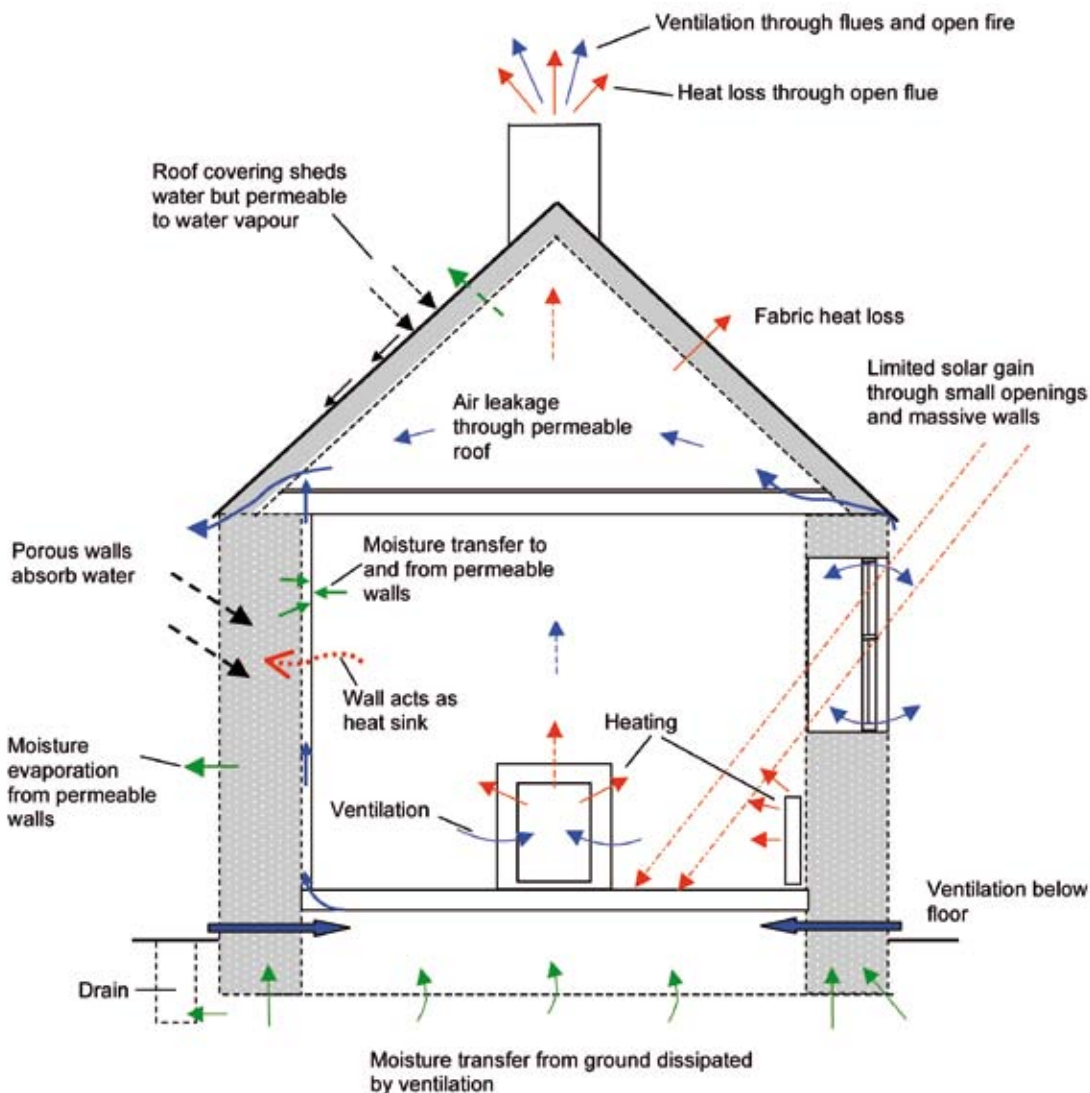 Ventilation through flues and open fire
Heat loss through open flue
Roof covering sheds
water but permeable
to water vapour
Fabric heat loss
Limited solar gain
through small openings
and massive walls
Air leakage
through permeable
roof
Porous walls
absorb water
Moisture transfer to
and from permeable
walls
Wall acts as
heat sink
Heating
Moisture
evaporation
from permeable
walls
Ventilation
Ventilation below
floor
Drain
Moisture transfer from ground dissipated
by ventilation